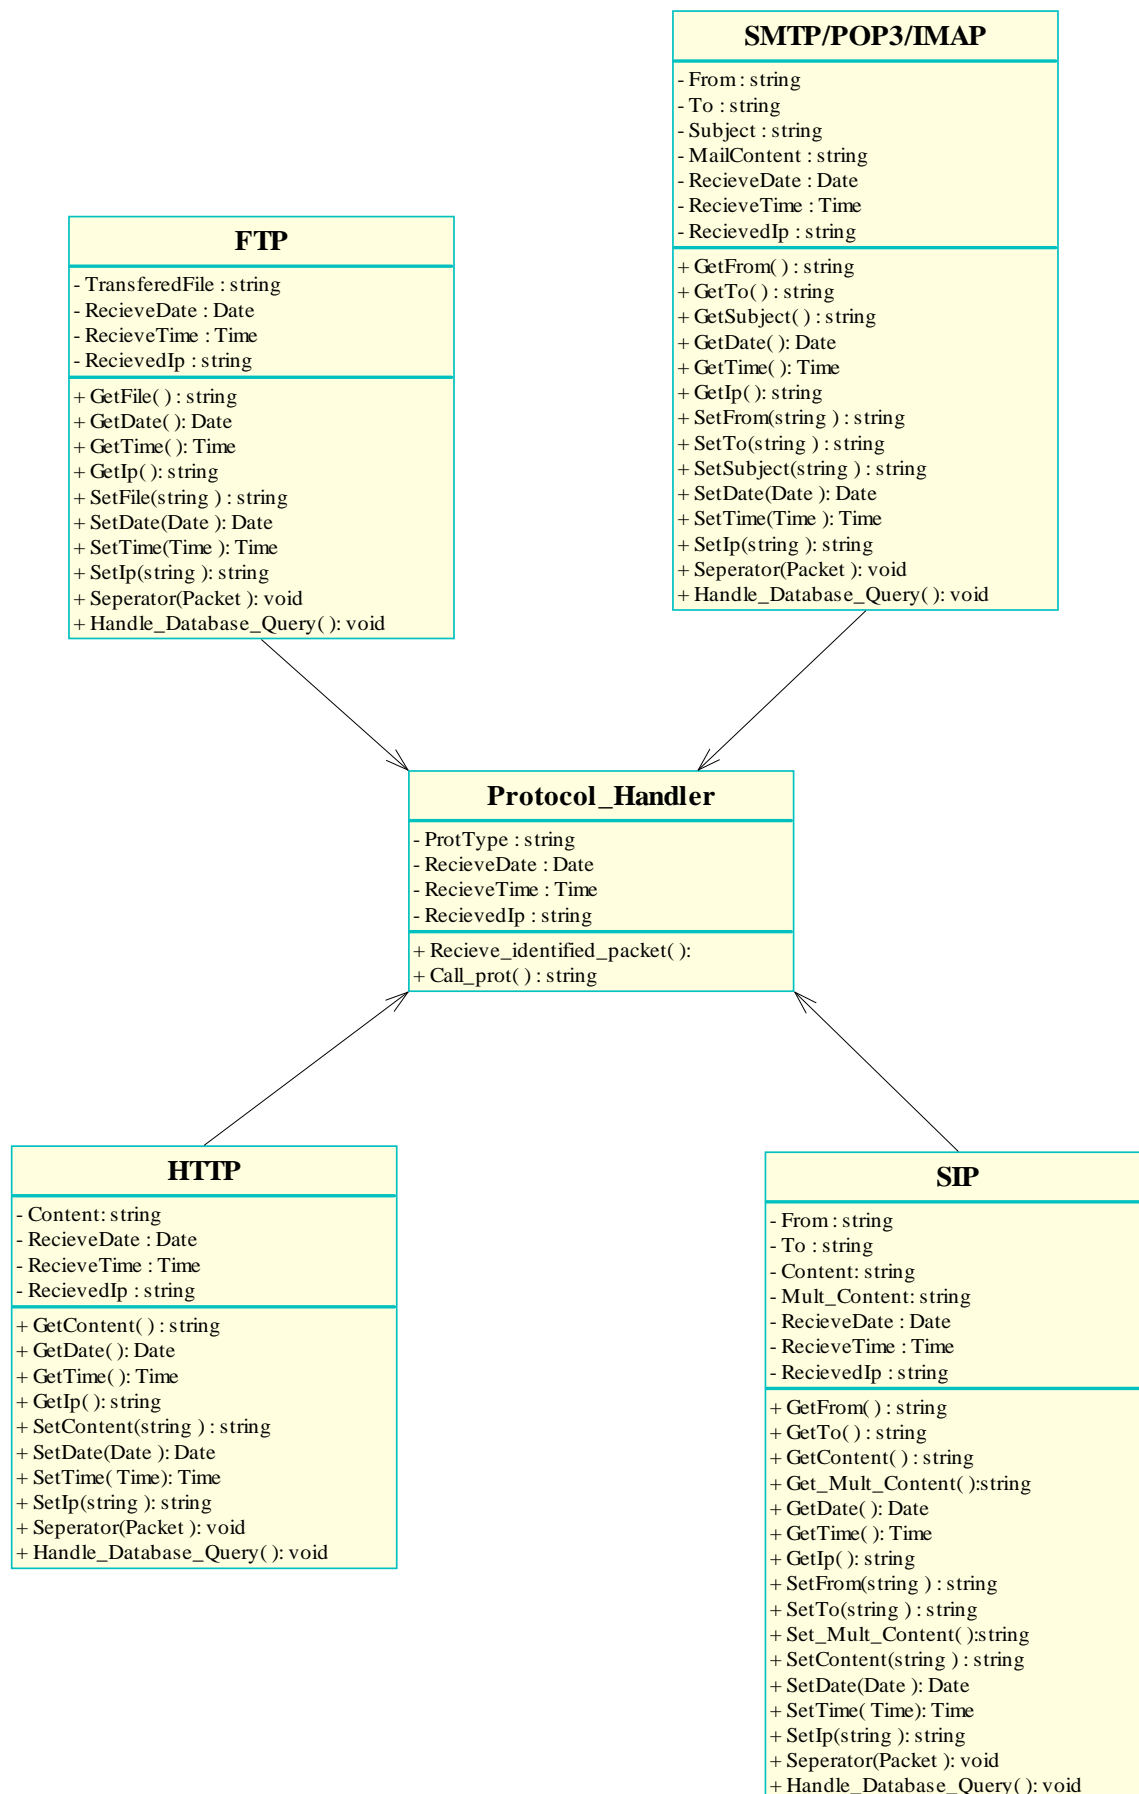 SMTP/POP3/IMAP
- From : string
- To : string
- Subject : string
- MailContent : string
- RecieveDate : Date
- RecieveTime : Time
- RecievedIp : string
+ GetFrom( ) : string
+ GetTo( ) : string
+ GetSubject( ) : string
+ GetDate( ): Date
+ GetTime( ): Time
+ GetIp( ): string
+ SetFrom(string ) : string
+ SetTo(string ) : string
+ SetSubject(string ) : string
+ SetDate(Date ): Date
+ SetTime(Time ): Time
+ SetIp(string ): string
+ Seperator(Packet ): void
+ Handle_Database_Query( ): void
FTP
- TransferedFile : string
- RecieveDate : Date
- RecieveTime : Time
- RecievedIp : string
+ GetFile( ) : string
+ GetDate( ): Date
+ GetTime( ): Time
+ GetIp( ): string
+ SetFile(string ) : string
+ SetDate(Date ): Date
+ SetTime(Time ): Time
+ SetIp(string ): string
+ Seperator(Packet ): void
+ Handle_Database_Query( ): void
Protocol_Handler
- ProtType : string
- RecieveDate : Date
- RecieveTime : Time
- RecievedIp : string
+ Recieve_identified_packet( ):
+ Call_prot( ) : string
HTTP
- Content: string
- RecieveDate : Date
- RecieveTime : Time
- RecievedIp : string
+ GetContent( ) : string
+ GetDate( ): Date
+ GetTime( ): Time
+ GetIp( ): string
+ SetContent(string ) : string
+ SetDate(Date ): Date
+ SetTime( Time): Time
+ SetIp(string ): string
+ Seperator(Packet ): void
+ Handle_Database_Query( ): void
SIP
- From : string
- To : string
- Content: string
- Mult_Content: string
- RecieveDate : Date
- RecieveTime : Time
- RecievedIp : string
+ GetFrom( ) : string
+ GetTo( ) : string
+ GetContent( ) : string
+ Get_Mult_Content( ):string
+ GetDate( ): Date
+ GetTime( ): Time
+ GetIp( ): string
+ SetFrom(string ) : string
+ SetTo(string ) : string
+ Set_Mult_Content( ):string
+ SetContent(string ) : string
+ SetDate(Date ): Date
+ SetTime( Time): Time
+ SetIp(string ): string
+ Seperator(Packet ): void
+ Handle_Database_Query( ): void